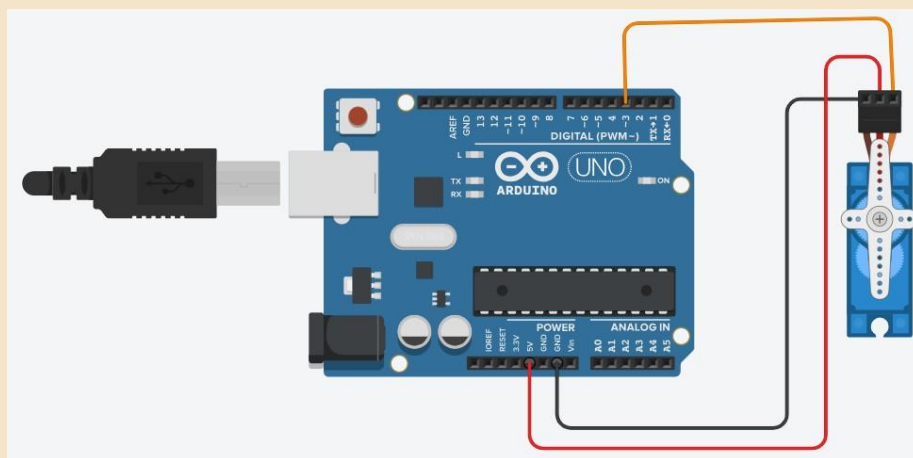 AREF
GND
13
12
~11
~10
~9
8
7
~6
~5
4
~3
2
TX→1
RX←0
DIGITAL (PWM~)
L
TX
RX
ARDUINO
UNO
ON
POWER
ANALOG IN
IOREF
RESET
3.3V
5V
GND
GND
Vin
A0
A1
A2
A3
A4
A5